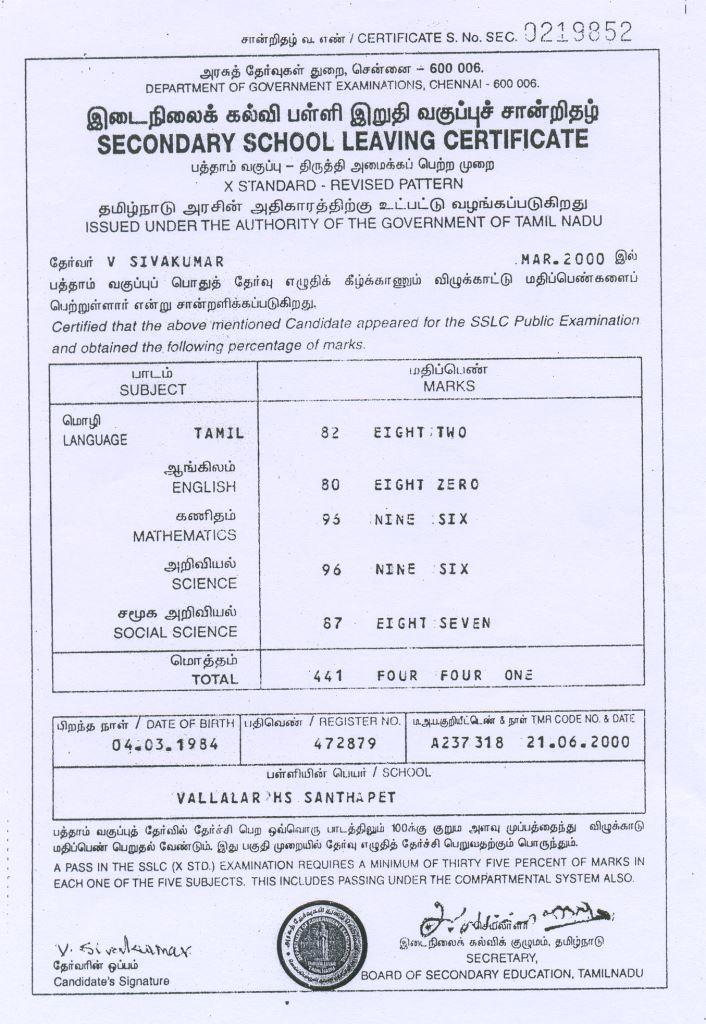 சான்றிதழ் வ. எண் / CERTIFICATE S. No. SEC. 0219852
அரசுத் தேர்வுகள் துறை, சென்னை – 600 006.
DEPARTMENT OF GOVERNMENT EXAMINATIONS, CHENNAI - 600 006.
இடைநிலைக் கல்வி பள்ளி இறுதி வகுப்புச் சான்றிதழ்
SECONDARY SCHOOL LEAVING CERTIFICATE
பத்தாம் வகுப்பு – திருத்தி அமைக்கப் பெற்ற முறை
X STANDARD - REVISED PATTERN
தமிழ்நாடு அரசின் அதிகாரத்திற்கு உட்பட்டு வழங்கப்படுகிறது
ISSUED UNDER THE AUTHORITY OF THE GOVERNMENT OF TAMIL NADU
தேர்வர் V SIVAKUMAR MAR.2000 இல்
பத்தாம் வகுப்புப் பொதுத் தேர்வு எழுதிக் கீழ்க்காணும் விழுக்காட்டு மதிப்பெண்களைப்
பெற்றுள்ளார் என்று சான்றளிக்கப்படுகிறது.
Certified that the above mentioned Candidate appeared for the SSLC Public Examination
and obtained the following percentage of marks.
பாடம் மதிப்பெண்
SUBJECT MARKS
மொழி
LANGUAGE TAMIL 82 EIGHT TWO
ஆங்கிலம்
ENGLISH 80 EIGHT ZERO
கணிதம்
MATHEMATICS 96 NINE SIX
அறிவியல்
SCIENCE 96 NINE SIX
சமூக அறிவியல்
SOCIAL SCIENCE 87 EIGHT SEVEN
மொத்தம்
TOTAL 441 FOUR FOUR ONE
பிறந்த நாள் / DATE OF BIRTH பதிவெண் / REGISTER NO. ம.அ.ப.குறியீட்டெண் & நாள் TMR CODE NO. & DATE
04.03.1984 472879 A237318 21.06.2000
பள்ளியின் பெயர் / SCHOOL
VALLALAR HS SANTHAPET
பத்தாம் வகுப்புத் தேர்வில் தேர்ச்சி பெற ஒவ்வொரு பாடத்திலும் 100க்கு குறும அளவு முப்பத்தைந்து விழுக்காடு
மதிப்பெண் பெறுதல் வேண்டும். இது பகுதி முறையில் தேர்வு எழுதித் தேர்ச்சி பெறுவதற்கும் பொருந்தும்.
A PASS IN THE SSLC (X STD.) EXAMINATION REQUIRES A MINIMUM OF THIRTY FIVE PERCENT OF MARKS IN
EACH ONE OF THE FIVE SUBJECTS. THIS INCLUDES PASSING UNDER THE COMPARTMENTAL SYSTEM ALSO.
V. Sivakumar
தேர்வரின் ஒப்பம்
Candidate's Signature
இடைநிலைக் கல்விக் குழுமம், தமிழ்நாடு
SECRETARY,
BOARD OF SECONDARY EDUCATION, TAMILNADU